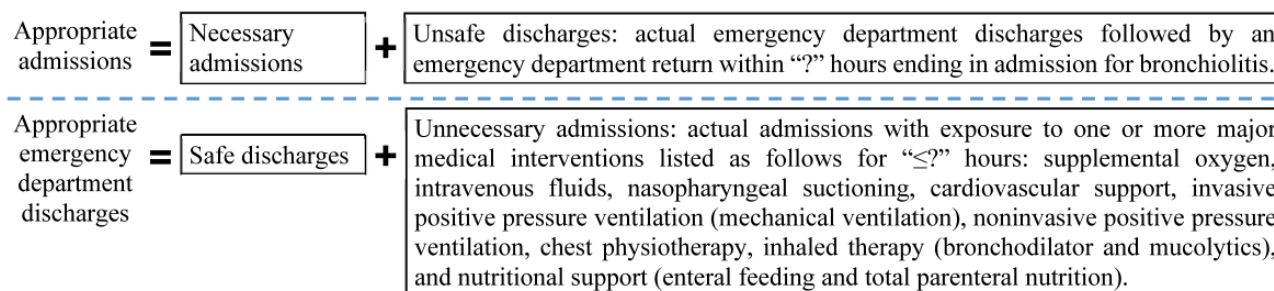 Appropriate admissions = Necessary admissions + Unsafe discharges: actual emergency department discharges followed by an
emergency department return within “?” hours ending in admission for bronchiolitis.
Appropriate emergency department discharges = Safe discharges + Unnecessary admissions: actual admissions with exposure to one or more major
medical interventions listed as follows for “≤?” hours: supplemental oxygen,
intravenous fluids, nasopharyngeal suctioning, cardiovascular support, invasive
positive pressure ventilation (mechanical ventilation), noninvasive positive pressure
ventilation, chest physiotherapy, inhaled therapy (bronchodilator and mucolytics),
and nutritional support (enteral feeding and total parenteral nutrition).